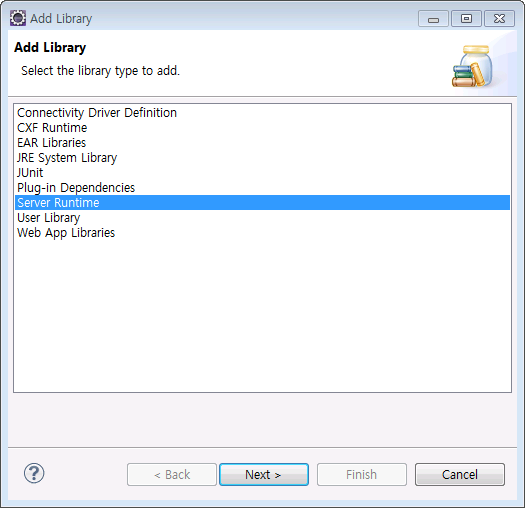 Add Library
Add Library
Select the library type to add.
Connectivity Driver Definition
CXF Runtime
EAR Libraries
JRE System Library
JUnit
Plug-in Dependencies
Server Runtime
User Library
Web App Libraries
? < Back Next > Finish Cancel